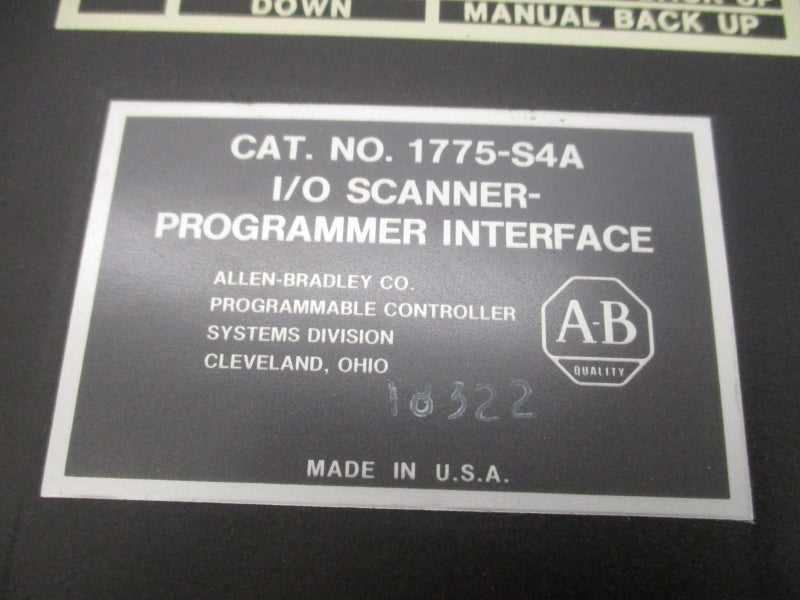 DOWN
MANUAL BACK UP
CAT. NO. 1775-S4A
I/O SCANNER-
PROGRAMMER INTERFACE
ALLEN-BRADLEY CO.
PROGRAMMABLE CONTROLLER
SYSTEMS DIVISION
CLEVELAND, OHIO
A-B
QUALITY
18322
MADE IN U.S.A.